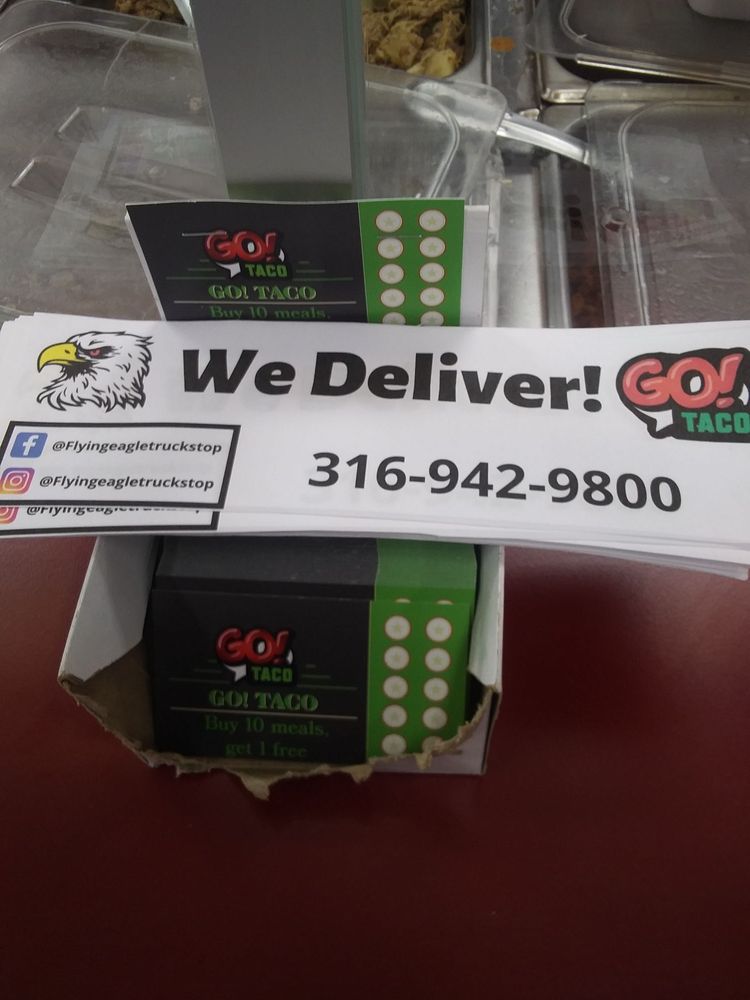 GO!
TACO
GO! TACO
Buy 10 meals,
We Deliver!
GO!
TACO
@Flyingeagletruckstop
@Flyingeagletruckstop
316-942-9800
@Flyingeagletruckstop
GO!
TACO
GO! TACO
Buy 10 meals,
get 1 free